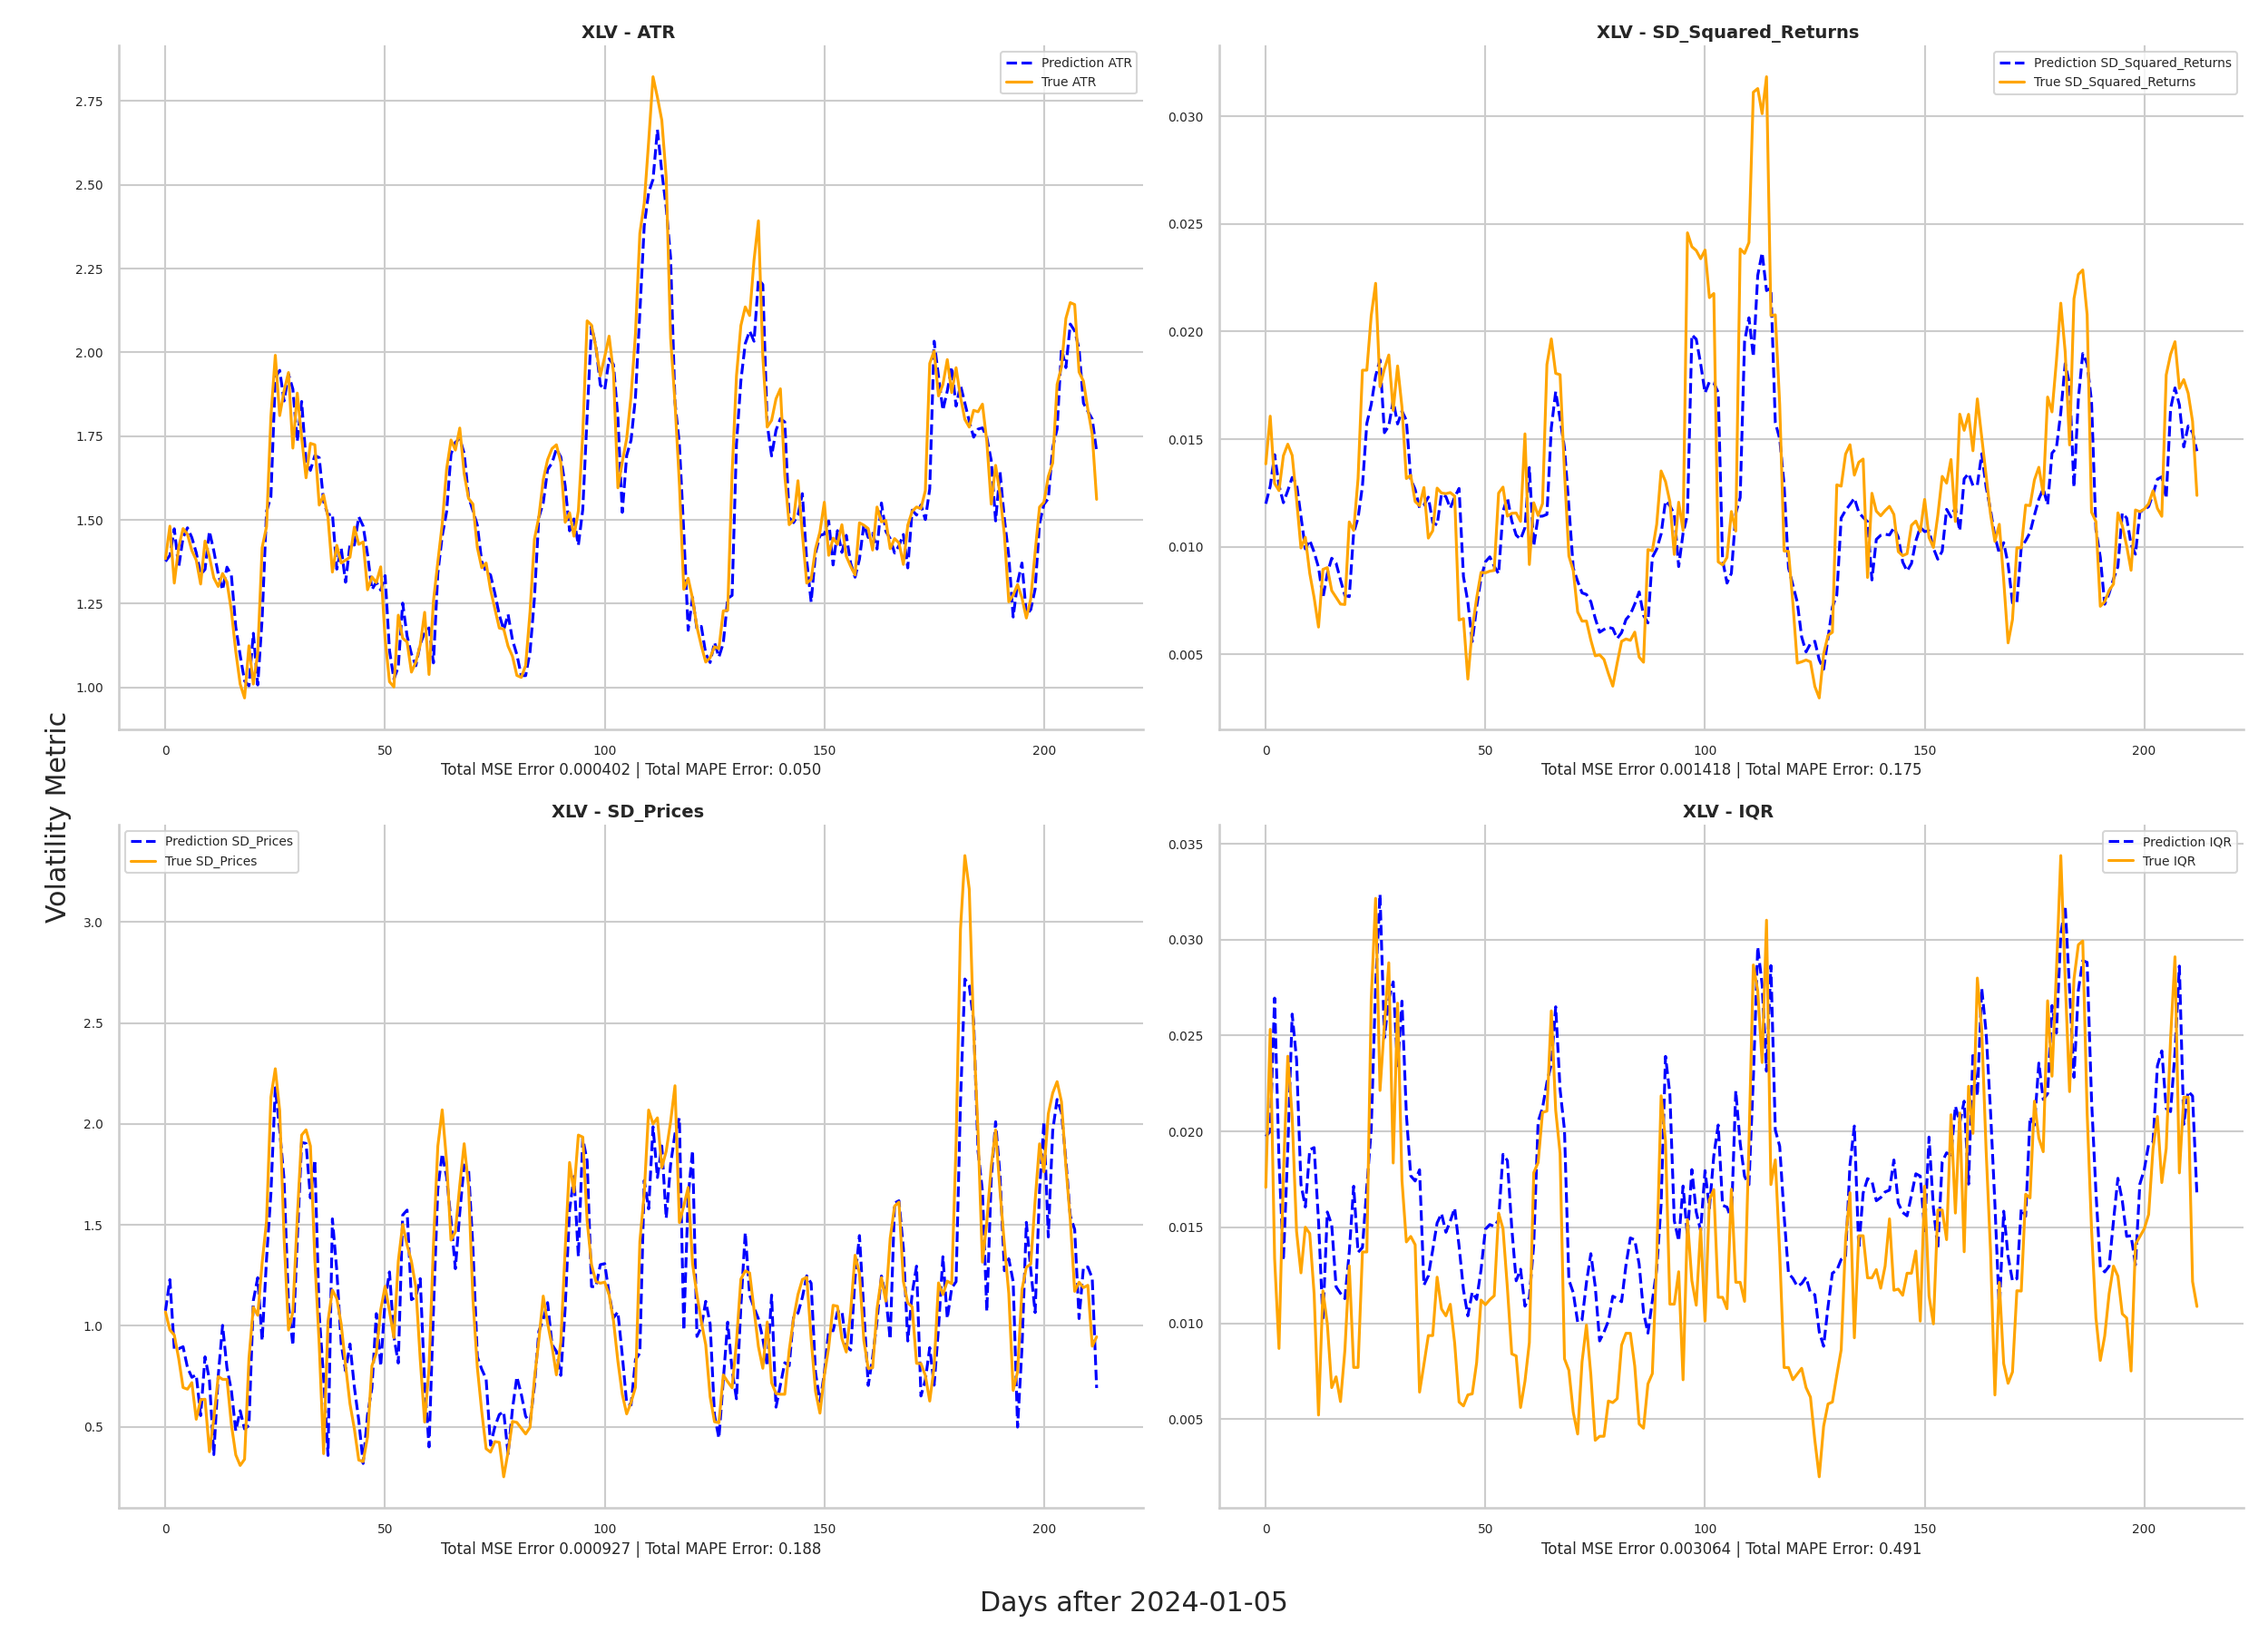 XLV - ATR
Prediction ATR
True ATR
2.75
2.50
2.25
2.00
1.75
1.50
1.25
1.00
0
50
100
150
200
Total MSE Error 0.000402 | Total MAPE Error: 0.050
XLV - SD_Squared_Returns
Prediction SD_Squared_Returns
True SD_Squared_Returns
0.030
0.025
0.020
0.015
0.010
0.005
0
50
100
150
200
Total MSE Error 0.001418 | Total MAPE Error: 0.175
Volatility Metric
XLV - SD_Prices
Prediction SD_Prices
True SD_Prices
3.0
2.5
2.0
1.5
1.0
0.5
0
50
100
150
200
Total MSE Error 0.000927 | Total MAPE Error: 0.188
XLV - IQR
Prediction IQR
True IQR
0.035
0.030
0.025
0.020
0.015
0.010
0.005
0
50
100
150
200
Total MSE Error 0.003064 | Total MAPE Error: 0.491
Days after 2024-01-05